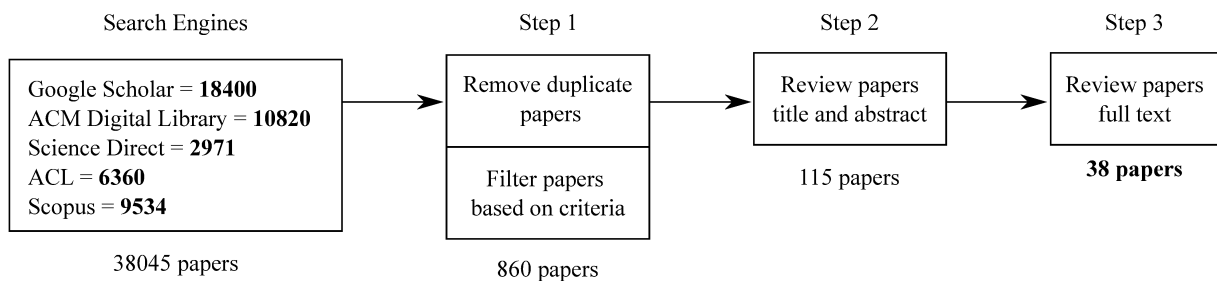 Search Engines
Google Scholar = 18400
ACM Digital Library = 10820
Science Direct = 2971
ACL = 6360
Scopus = 9534
38045 papers
Step 1
Remove duplicate
papers
Filter papers
based on criteria
860 papers
Step 2
Review papers
title and abstract
115 papers
Step 3
Review papers
full text
38 papers